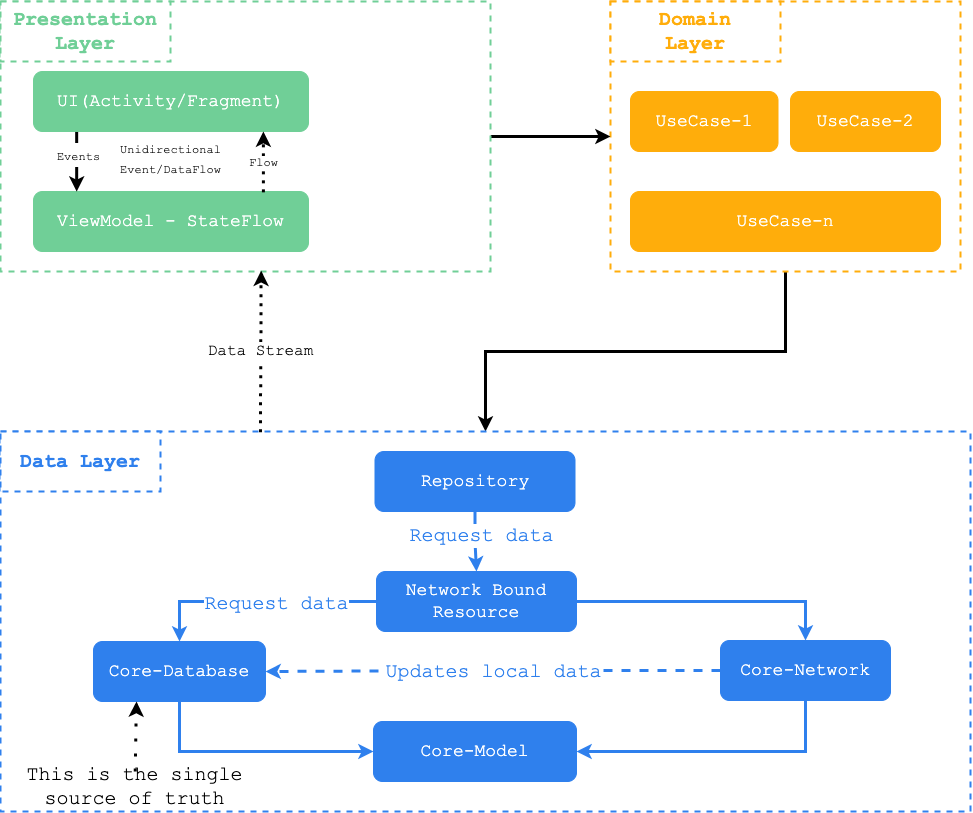 Presentation
Layer
UI(Activity/Fragment)
Events
Unidirectional
Event/DataFlow
Flow
ViewModel - StateFlow
Domain
Layer
UseCase-1
UseCase-2
UseCase-n
Data Stream
Data Layer
Repository
Request data
Network Bound
Resource
Request data
Core-Database
Updates local data
Core-Network
Core-Model
This is the single
source of truth